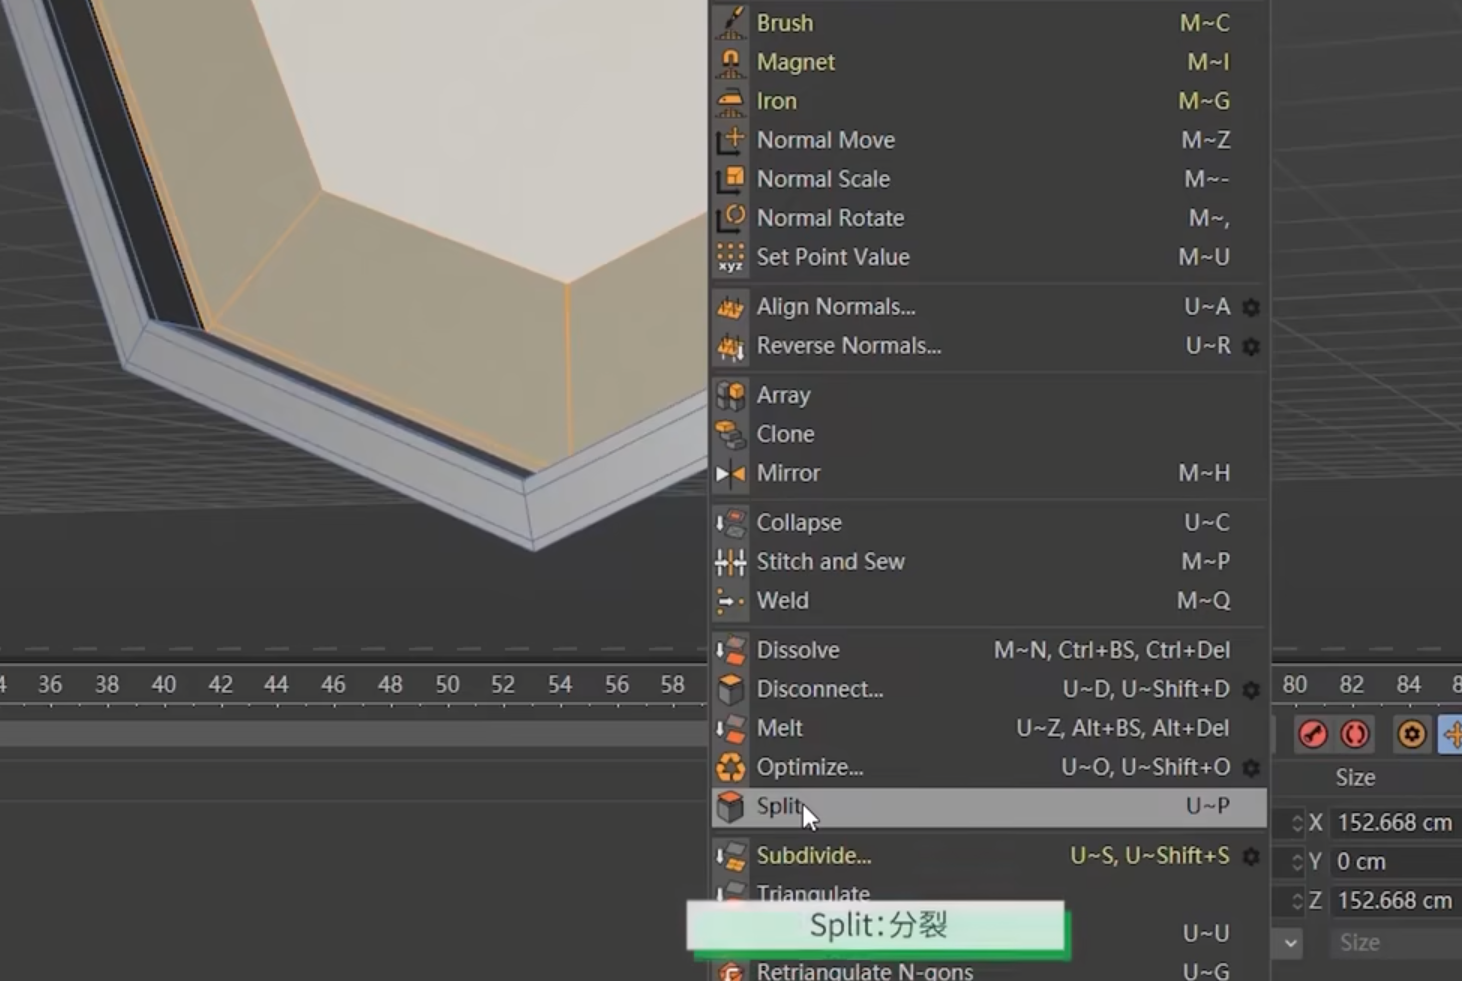 Brush M~C
Magnet M~I
Iron M~G
Normal Move M~Z
Normal Scale M~-
Normal Rotate M~,
xyz Set Point Value M~U
Align Normals... U~A
Reverse Normals... U~R
Array
Clone
Mirror M~H
Collapse U~C
Stitch and Sew M~P
Weld M~Q
Dissolve M~N, Ctrl+BS, Ctrl+Del
36 38 40 42 44 46 48 50 52 54 56 58 80 82 84
Disconnect... U~D, U~Shift+D
Melt U~Z, Alt+BS, Alt+Del
Optimize... U~O, U~Shift+O
Size
Split U~P
X 152.668 cm
Subdivide... U~S, U~Shift+S
Y 0 cm
Triangulate
Z 152.668 cm
Split:分裂
U~U
Size
Retriangulate N-gons U~G